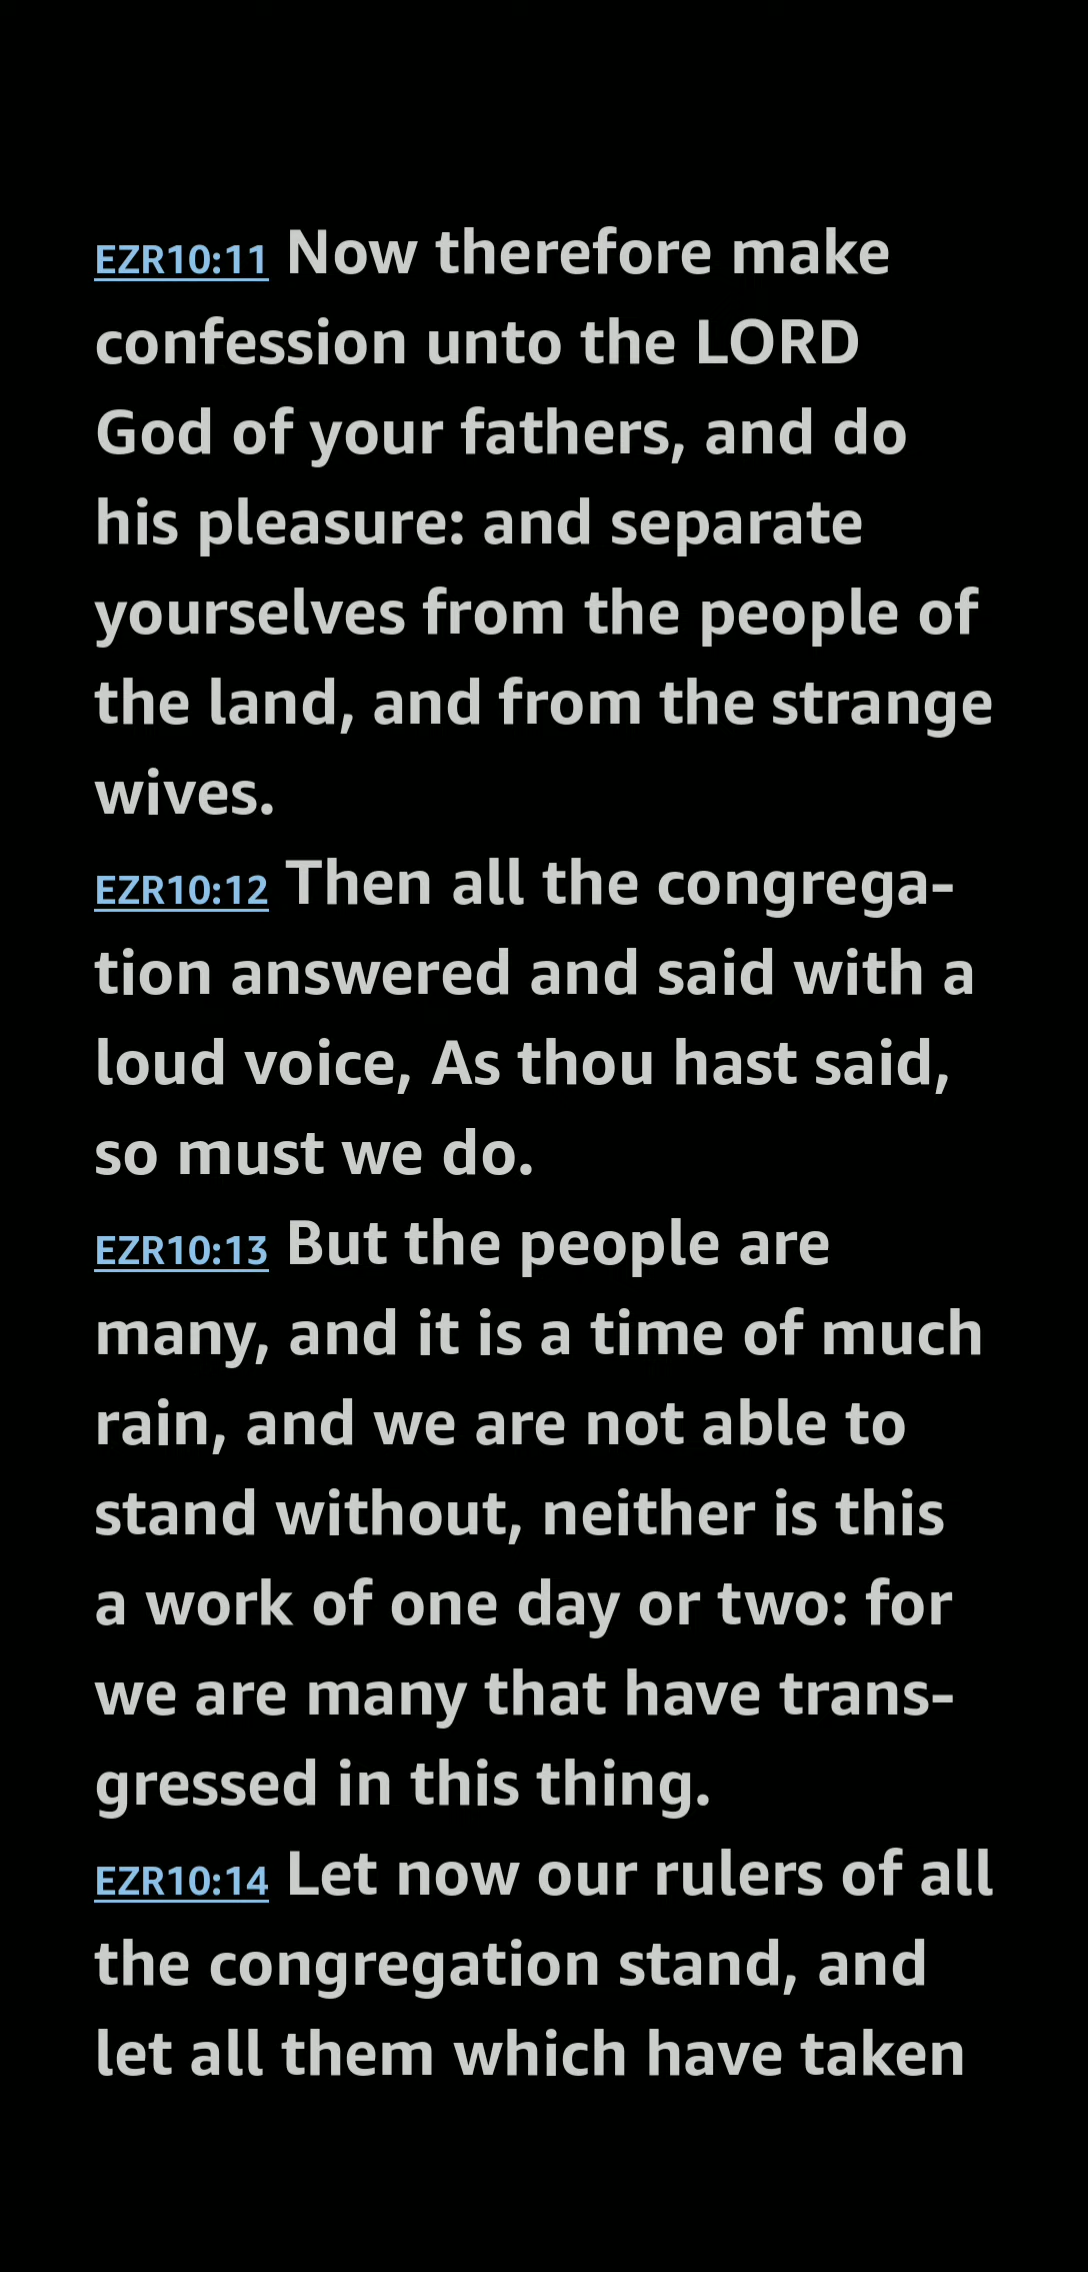 EZR10:11 Now therefore make
confession unto the LORD
God of your fathers, and do
his pleasure: and separate
yourselves from the people of
the land, and from the strange
wives.
EZR10:12 Then all the congrega-
tion answered and said with a
loud voice, As thou hast said,
so must we do.
EZR10:13 But the people are
many, and it is a time of much
rain, and we are not able to
stand without, neither is this
a work of one day or two: for
we are many that have trans-
gressed in this thing.
EZR10:14 Let now our rulers of all
the congregation stand, and
let all them which have taken